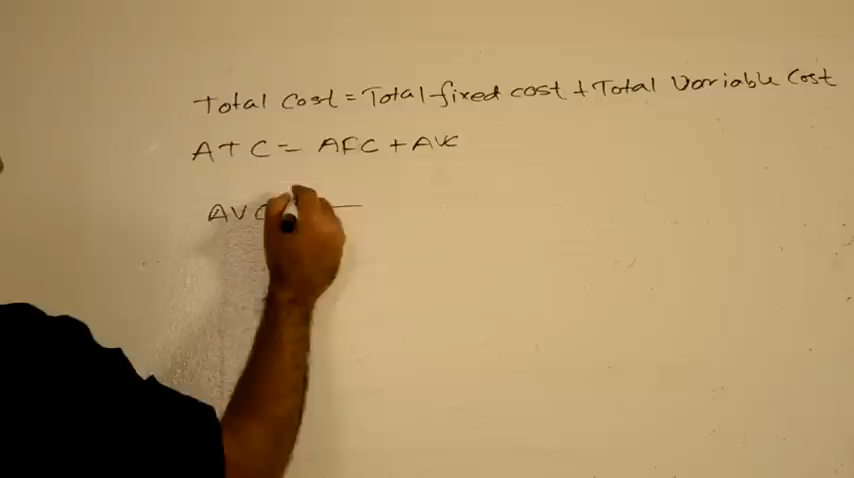 Total Cost = Total fixed cost + Total Variable Cost
ATC = AFC + AVC
AVC